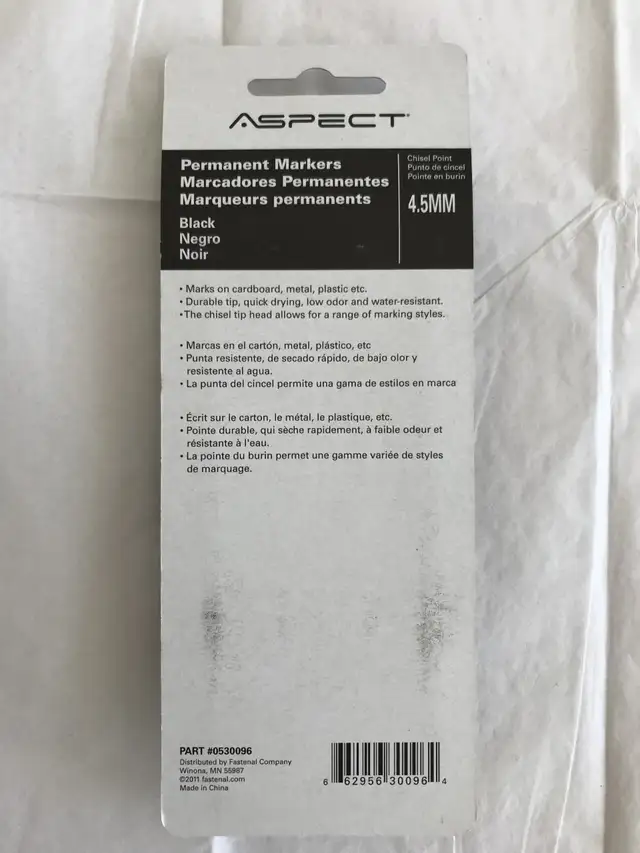 ASPECT
Permanent Markers
Marcadores Permanentes
Marqueurs permanents
Black
Negro
Noir
Chisel Point
Punto de cincel
Pointe en burin
4.5MM
• Marks on cardboard, metal, plastic etc.
• Durable tip, quick drying, low odor and water-resistant.
•The chisel tip head allows for a range of marking styles.
• Marcas en el cartón, metal, plástico, etc
• Punta resistente, de secado rápido, de bajo olor y
resistente al agua.
• La punta del cincel permite una gama de estilos en marca
• Écrit sur le carton, le métal, le plastique, etc.
• Pointe durable, qui sèche rapidement, à faible odeur et
résistante à l'eau.
• La pointe du burin permet une gamme variée de styles
de marquage.
PART #0530096
Distributed by Fastenal Company
Winona, MN 55987
©2011 fastenal.com
Made in China
6 62956 30096 4